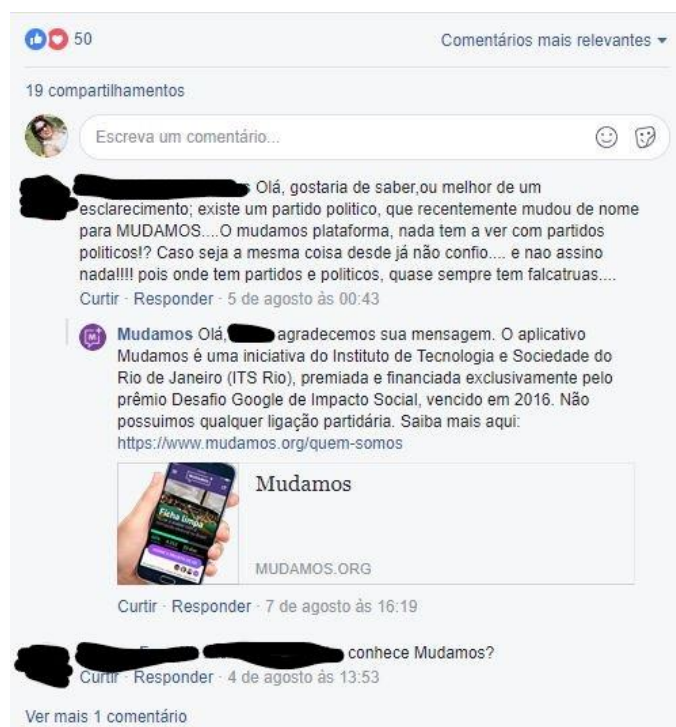 50 Comentários mais relevantes
19 compartilhamentos
Escreva um comentário...
Olá, gostaria de saber,ou melhor de um
esclarecimento; existe um partido politico, que recentemente mudou de nome
para MUDAMOS....O mudamos plataforma, nada tem a ver com partidos
politicos!? Caso seja a mesma coisa desde já não confio.... e nao assino
nada!!!! pois onde tem partidos e politicos, quase sempre tem falcatruas....
Curtir · Responder · 5 de agosto às 00:43
Mudamos Olá, agradecemos sua mensagem. O aplicativo
Mudamos é uma iniciativa do Instituto de Tecnologia e Sociedade do
Rio de Janeiro (ITS Rio), premiada e financiada exclusivamente pelo
prêmio Desafio Google de Impacto Social, vencido em 2016. Não
possuimos qualquer ligação partidária. Saiba mais aqui:
https://www.mudamos.org/quem-somos
Mudamos
Ficha limpa
MUDAMOS.ORG
Curtir · Responder · 7 de agosto às 16:19
conhece Mudamos?
Curtir · Responder · 4 de agosto às 13:53
Ver mais 1 comentário